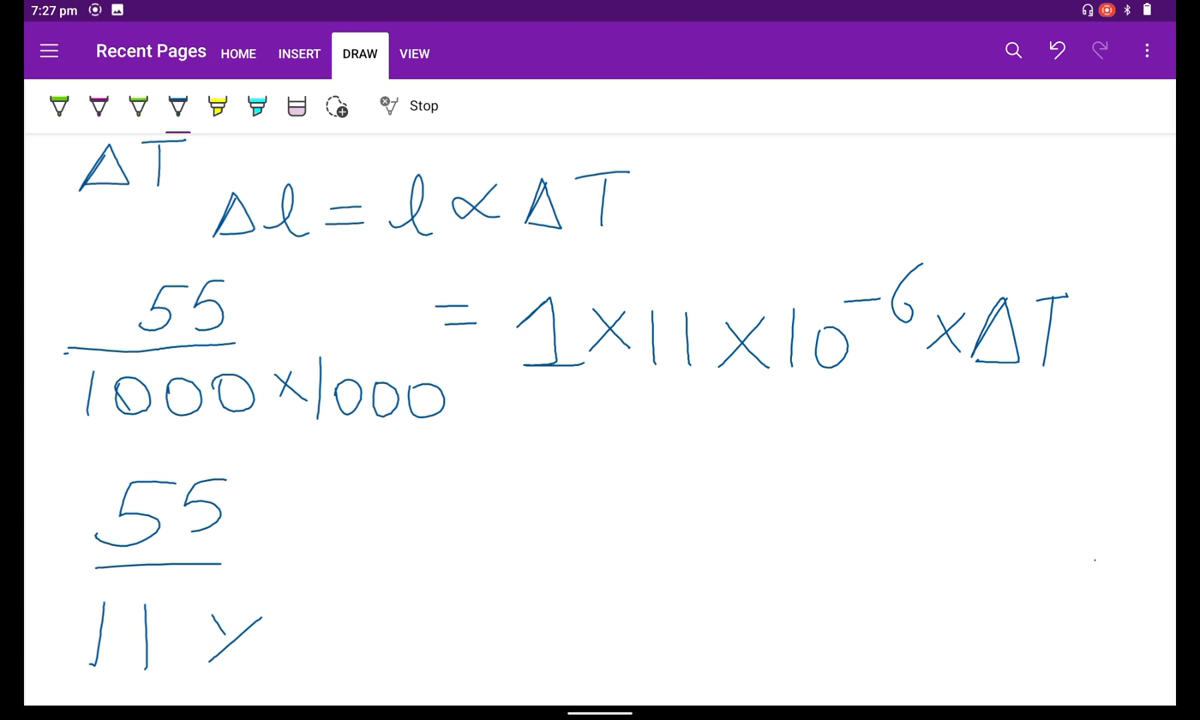 7:27 pm
Recent Pages HOME INSERT DRAW VIEW
Stop
ΔT
Δl = l ∝ ΔT
55
1000 × 1000
= 1 × 11 × 10⁻⁶ × ΔT
55
11 ×